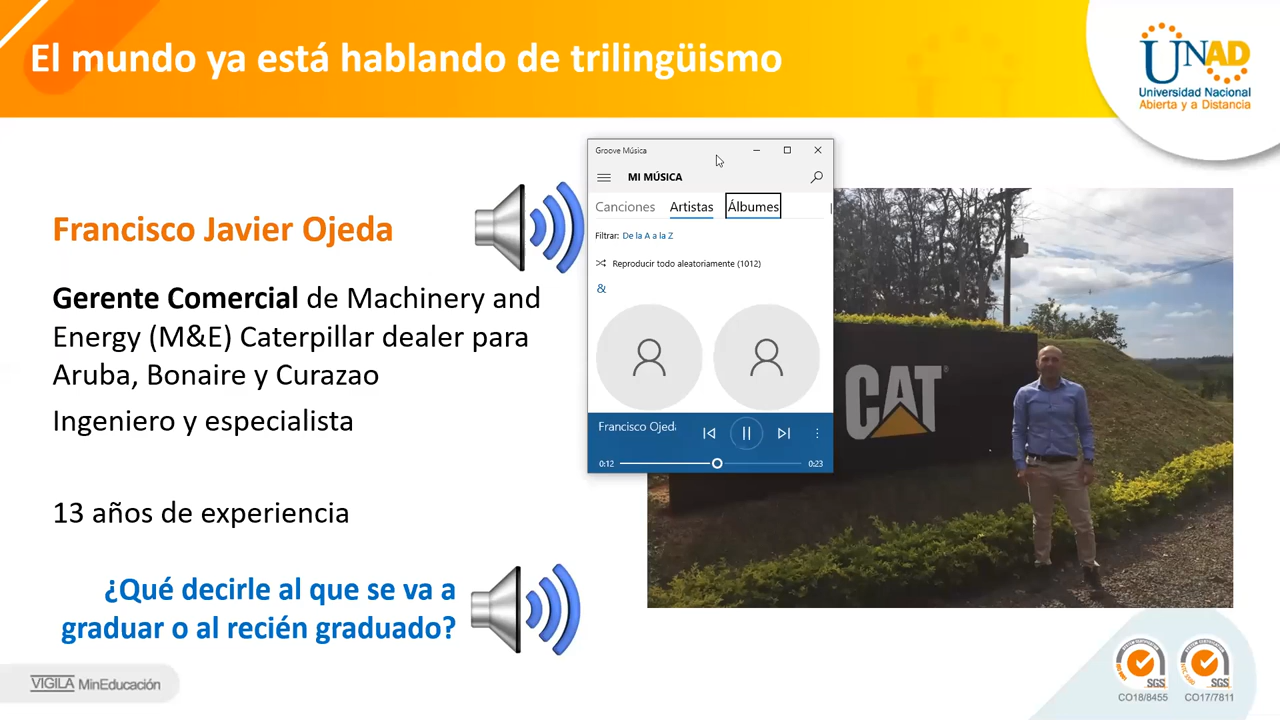 El mundo ya está hablando de trilingüismo
UNAD
Universidad Nacional
Abierta y a Distancia
Francisco Javier Ojeda
Gerente Comercial de Machinery and
Energy (M&E) Caterpillar dealer para
Aruba, Bonaire y Curazao
Ingeniero y especialista
13 años de experiencia
¿Qué decirle al que se va a
graduar o al recién graduado?
Groove Música
MI MÚSICA
Canciones Artistas Álbumes
Filtrar: De la A a la Z
Reproducir todo aleatoriamente (1012)
&
Francisco Ojeda
0:12 0:23
CAT
VIGILA MinEducación
SGS SGS
CO18/8455 CO17/7811